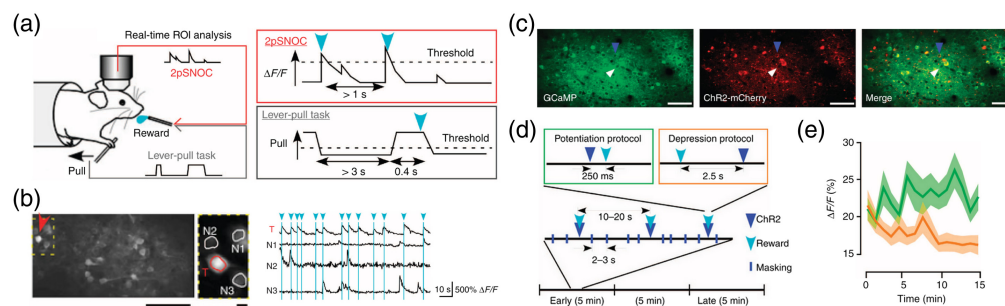 (a)
Real-time ROI analysis
2pSNOC
Reward
Lever-pull task
Pull
2pSNOC
ΔF/F
Threshold
> 1 s
Lever-pull task
Pull
Threshold
> 3 s
0.4 s
(b)
N2
N1
T
N3
T
N1
N2
N3
10 s
500% ΔF/F
(c)
GCaMP
ChR2-mCherry
Merge
(d)
Potentiation protocol
Depression protocol
250 ms
2.5 s
10–20 s
2–3 s
ChR2
Reward
Masking
Early (5 min)
(5 min)
Late (5 min)
(e)
ΔF/F (%)
30
25
20
15
0
5
10
15
Time (min)